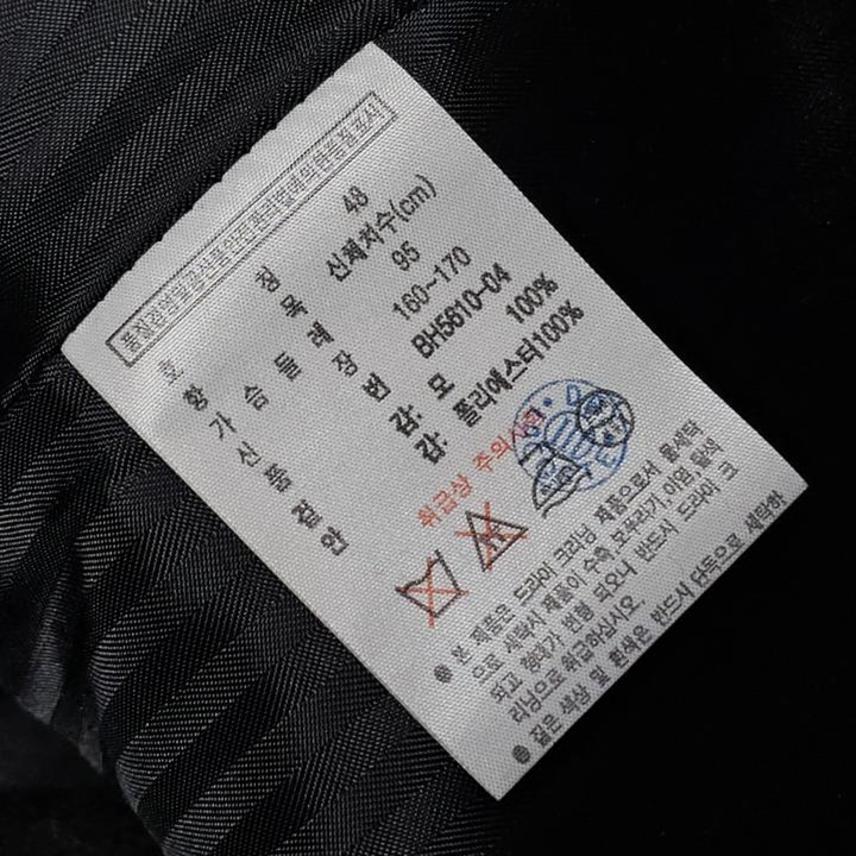 품질경영및공산품안전관리법에의한품질표시
호 칭 48
항 목 신체치수(cm)
가 슴 둘 레 95
신 장 160~170
품 번 BH5610-04
겉 감: 모 100%
안 감: 폴리에스터100%
취급상 주의사항
● 본 제품은 드라이 크리닝 제품으로서 물세탁
으로 세탁시 제품이 수축, 보푸라기, 이염, 탈색
되고 형태가 변형 되오니 반드시 드라이 크
리닝으로 취급하십시오.
● 짙은 색상 및 흰색은 반드시 단독으로 세탁하